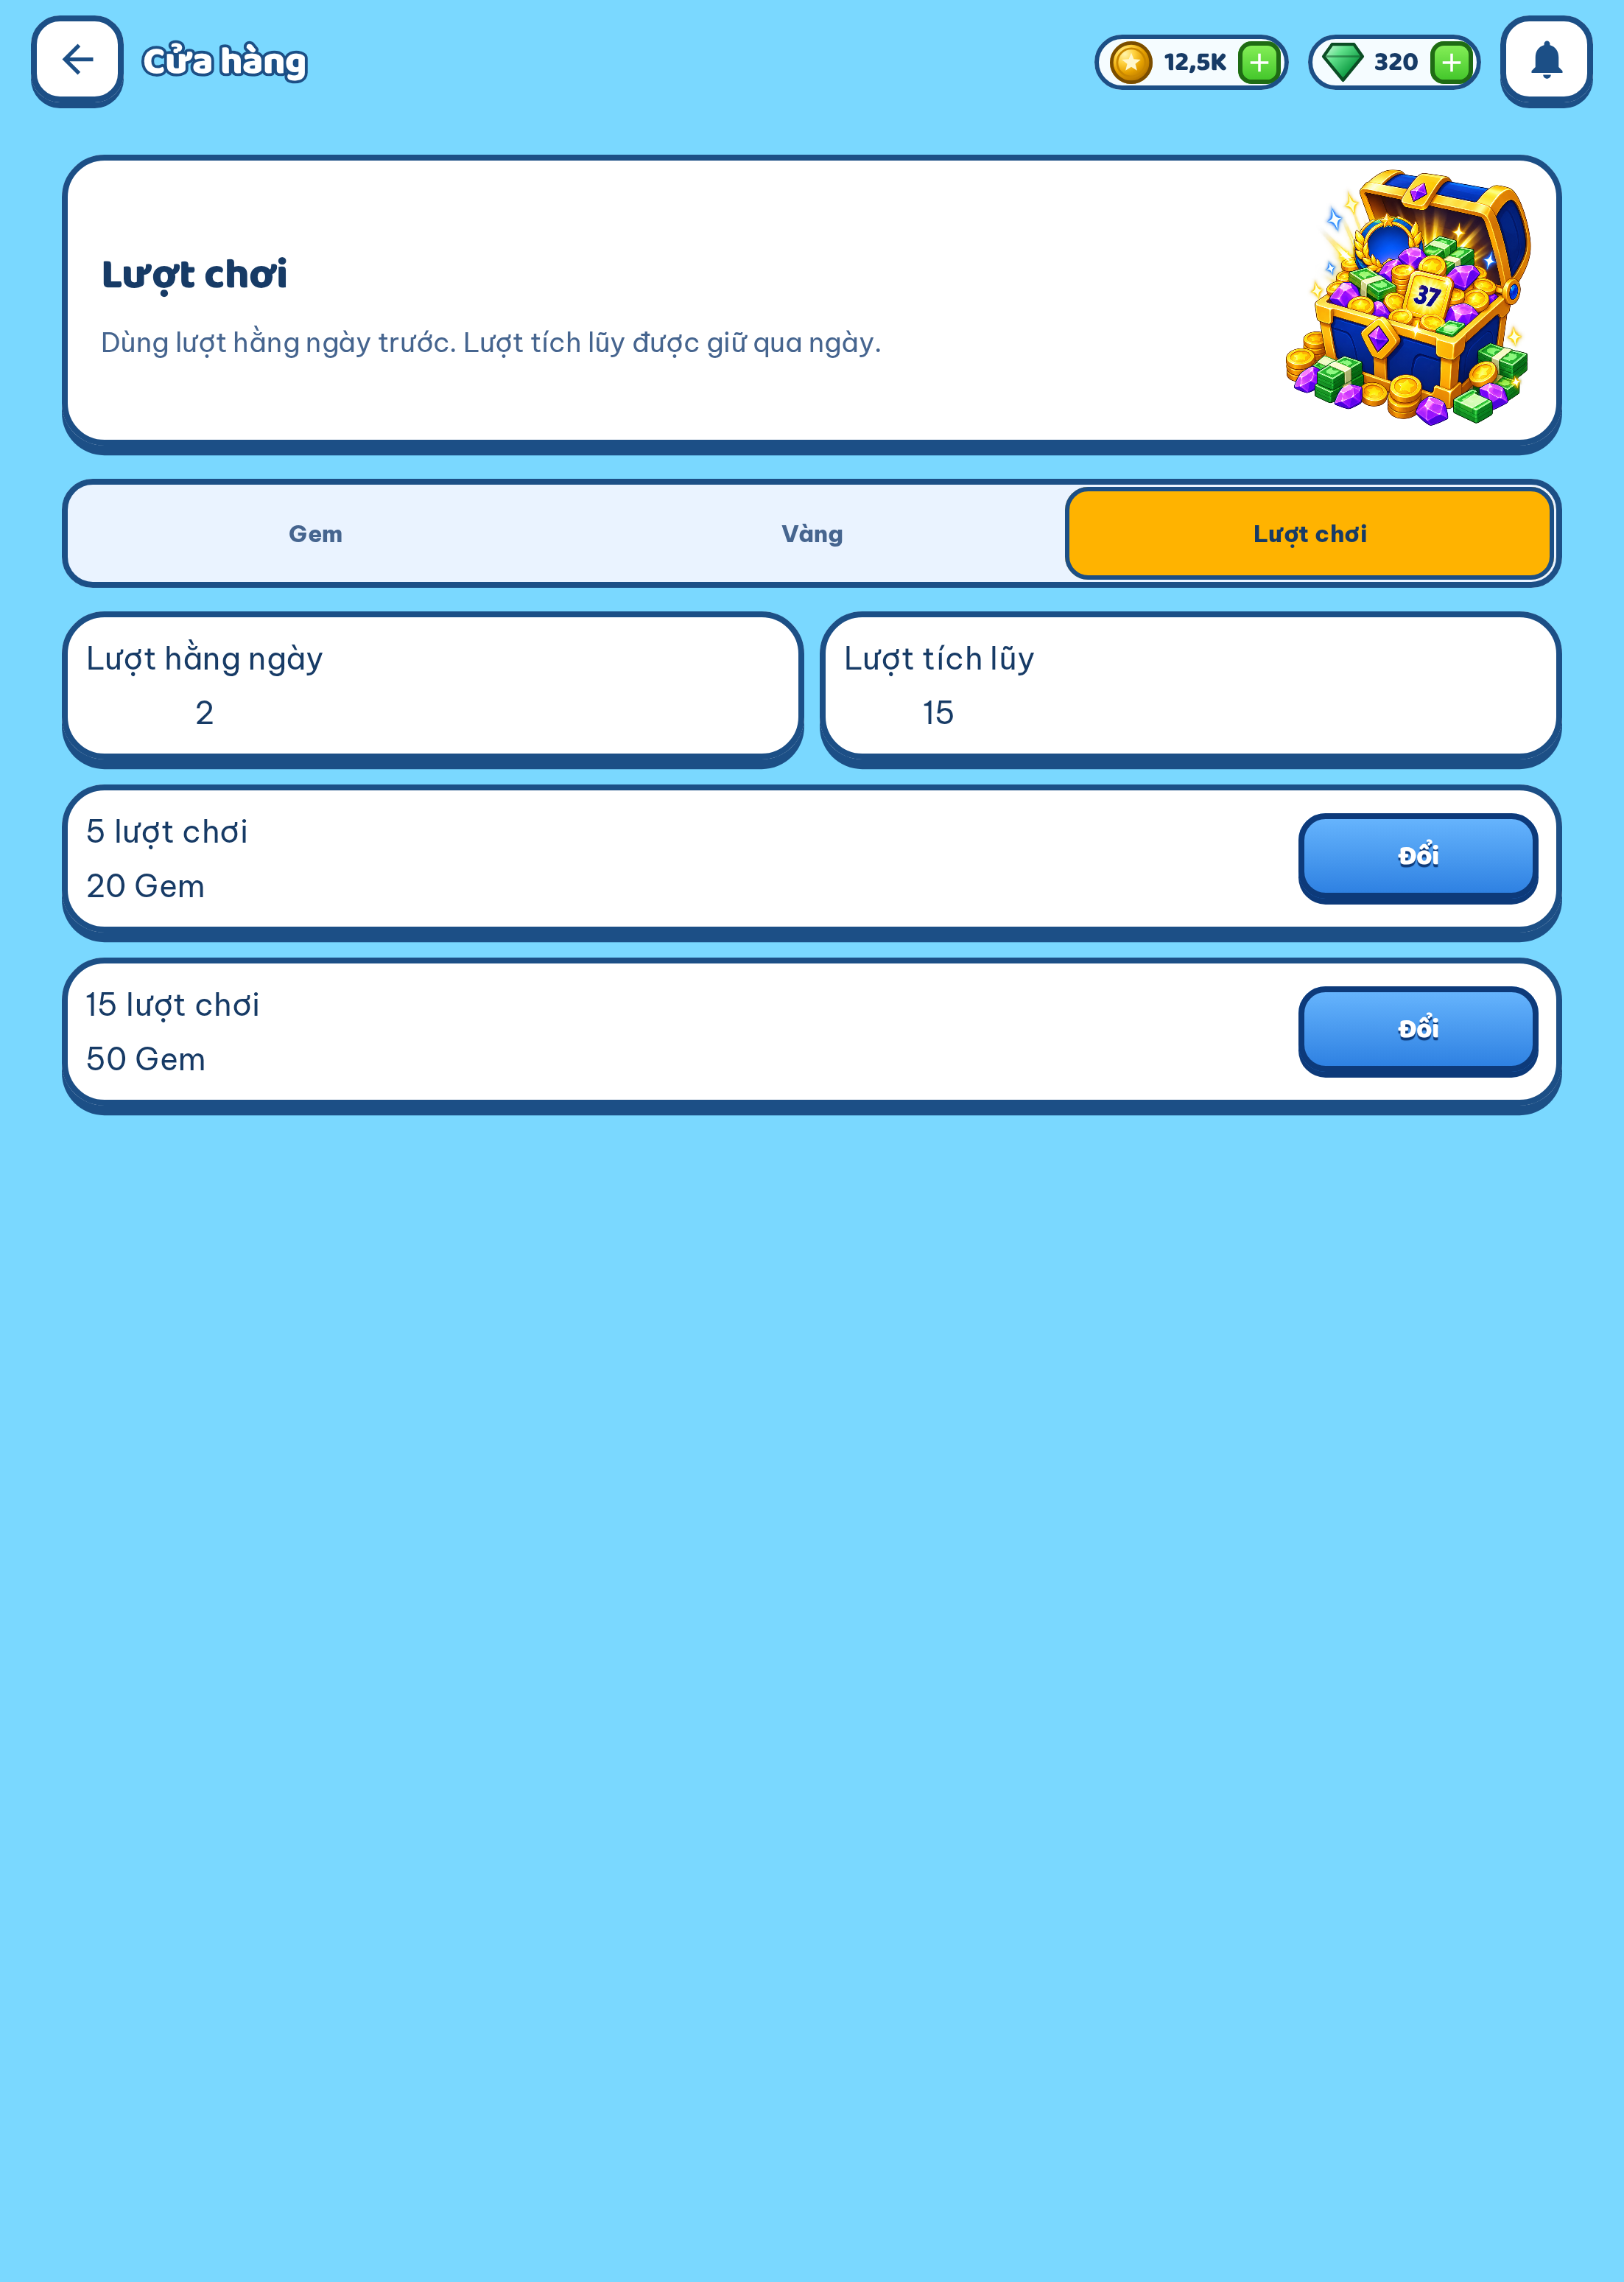 Cửa hàng
12,5K
320
Lượt chơi
Dùng lượt hằng ngày trước. Lượt tích lũy được giữ qua ngày.
37
Gem
Vàng
Lượt chơi
Lượt hằng ngày
2
Lượt tích lũy
15
5 lượt chơi
20 Gem
Đổi
15 lượt chơi
50 Gem
Đổi